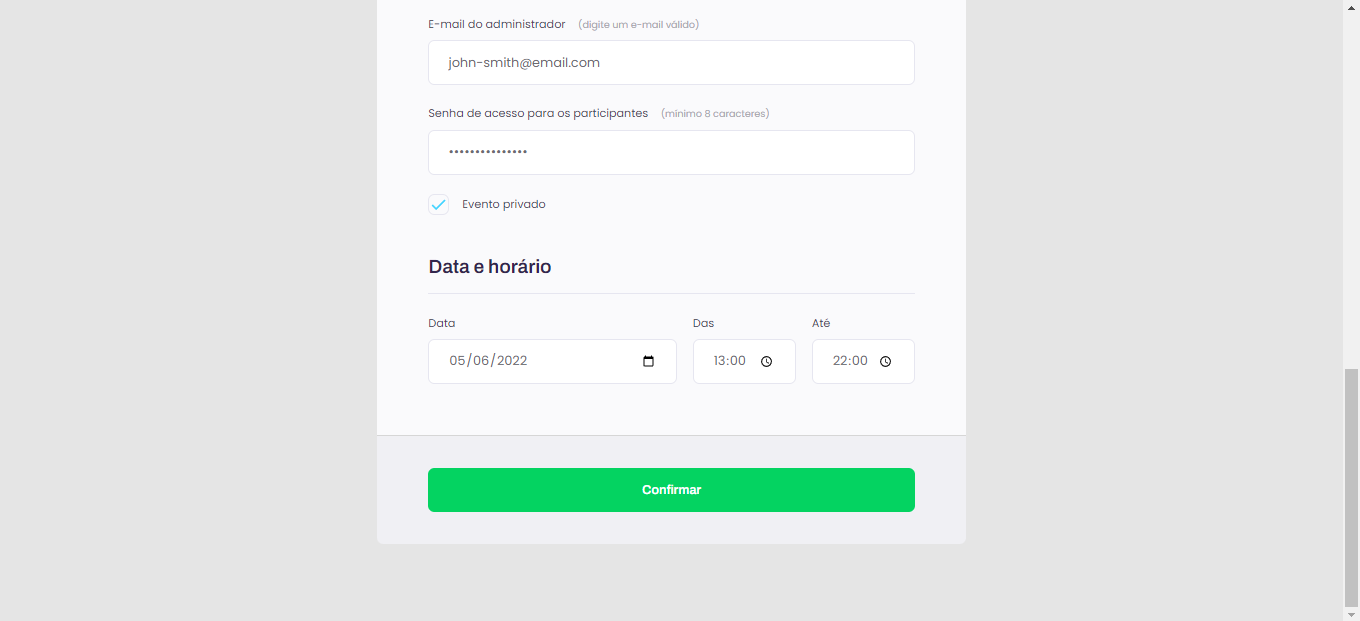 E-mail do administrador (digite um e-mail válido)
john-smith@email.com
Senha de acesso para os participantes (mínimo 8 caracteres)
•••••••••••••••
Evento privado
Data e horário
Data Das Até
05/06/2022 13:00 22:00
Confirmar